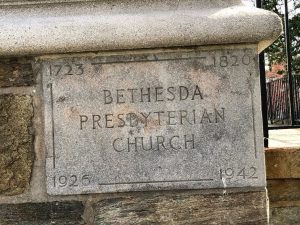 1723 1820
BETHESDA
PRESBYTERIAN
CHURCH
1926 1942